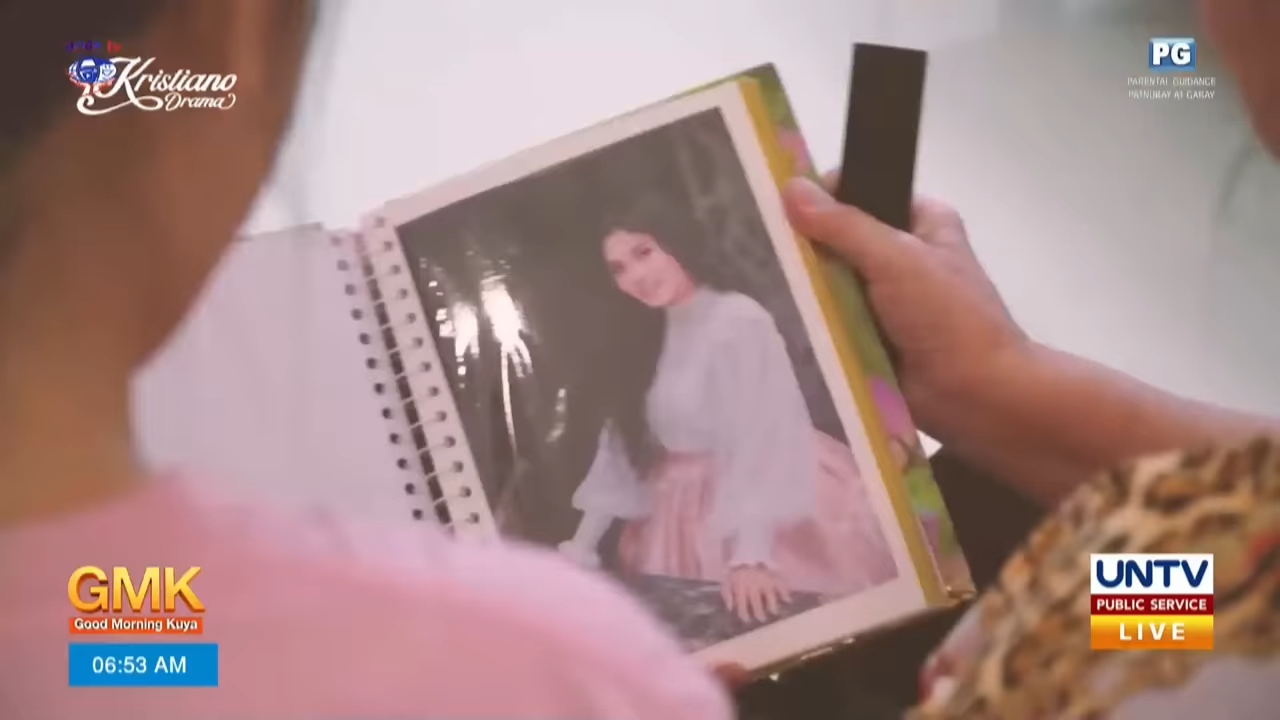 Kristiano
Drama
PG
PARENTAL GUIDANCE
PATNUBAY AT GABAY
GMK
Good Morning Kuya
06:53 AM
UNTV
PUBLIC SERVICE
LIVE